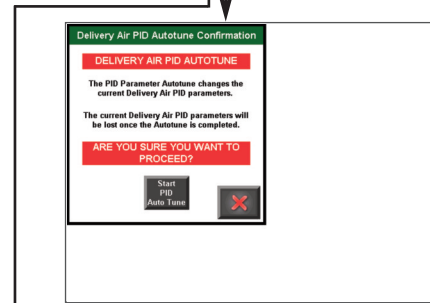 Delivery Air PID Autotune Confirmation
DELIVERY AIR PID AUTOTUNE
The PID Parameter Autotune changes the
current Delivery Air PID parameters.
The current Delivery Air PID parameters will
be lost once the Autotune is completed.
ARE YOU SURE YOU WANT TO
PROCEED?
Start
PID
Auto Tune